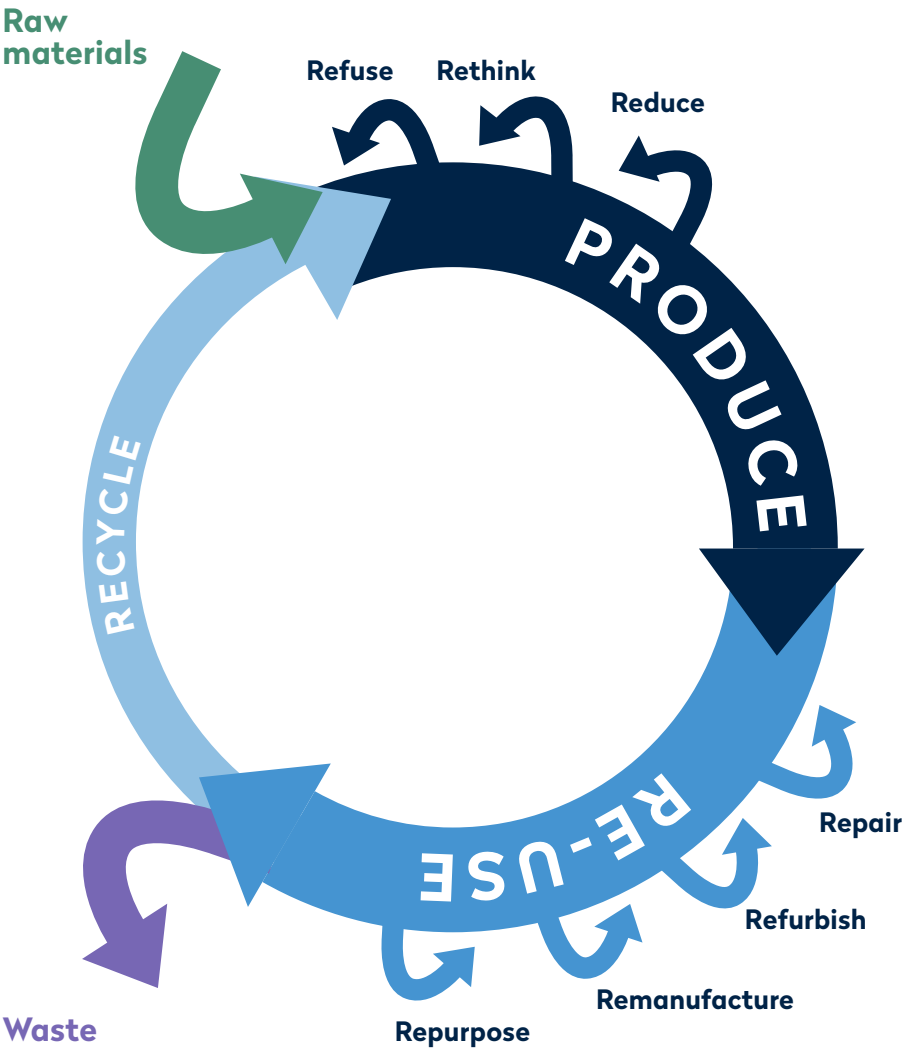 Raw
materials
Refuse
Rethink
Reduce
PRODUCE
RECYCLE
RE-USE
Repair
Refurbish
Remanufacture
Repurpose
Waste